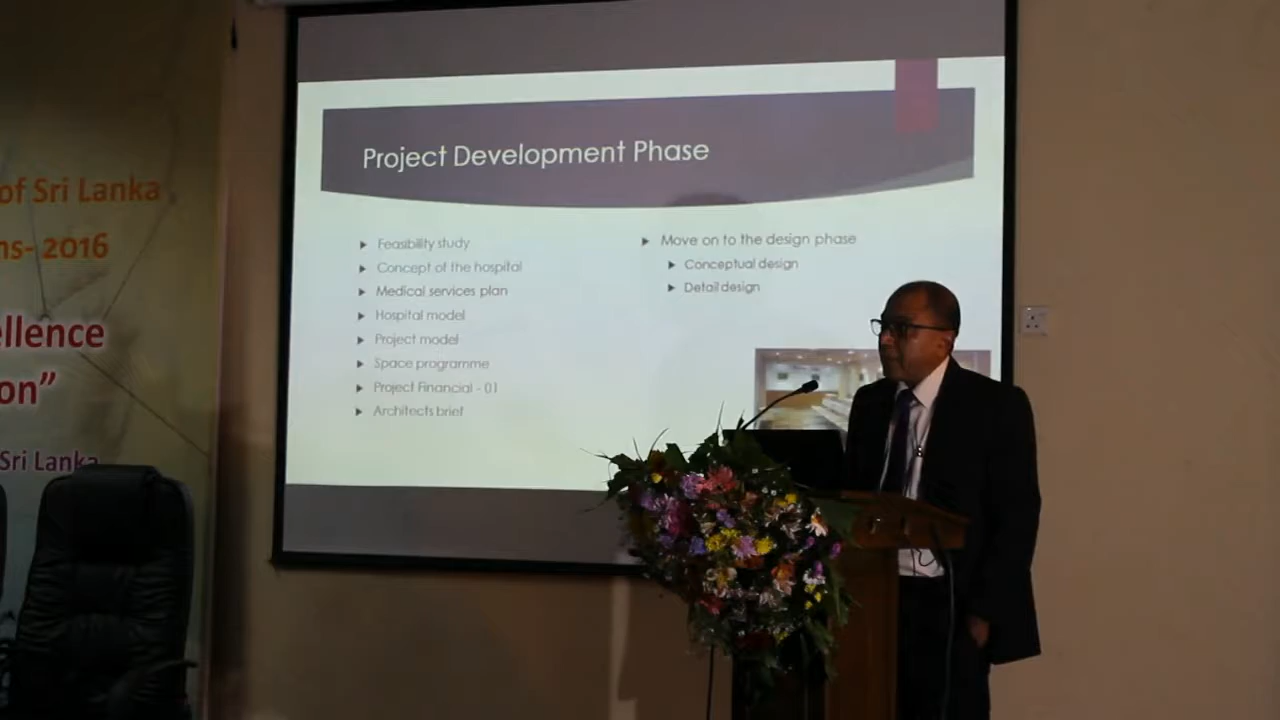 of Sri Lanka
- 2016
on”
Sri Lanka
Project Development Phase
Feasibility study
Concept of the hospital
Medical services plan
Hospital model
Project model
Space programme
Project Financial - 01
Architects brief
Move on to the design phase
Conceptual design
Detail design